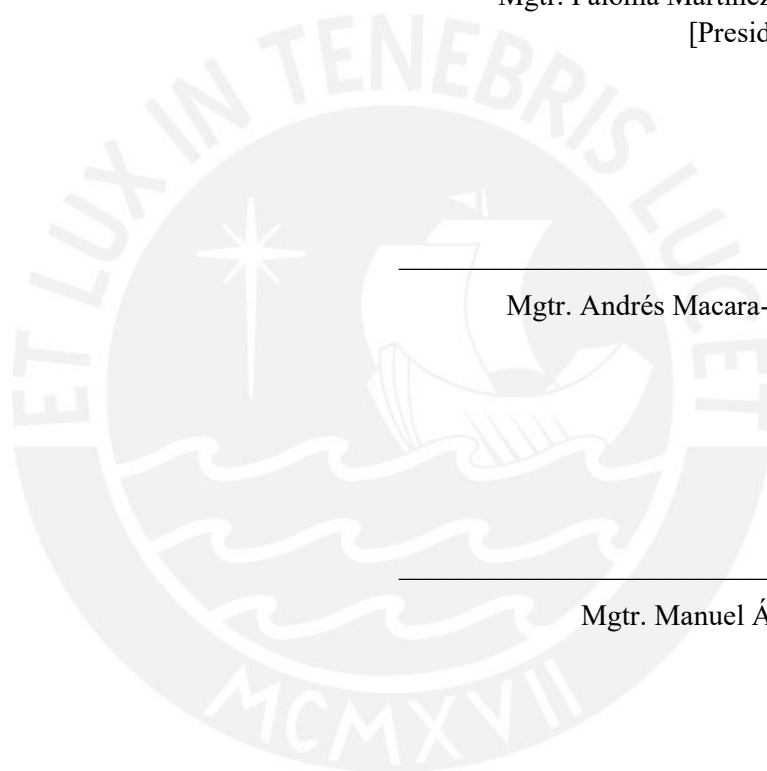 Mgtr. Paloma Martínez
[Presid
ET LUX IN TENEBRIS LUCET
Mgtr. Andrés Macara-
Mgtr. Manuel Á
MCMXVII